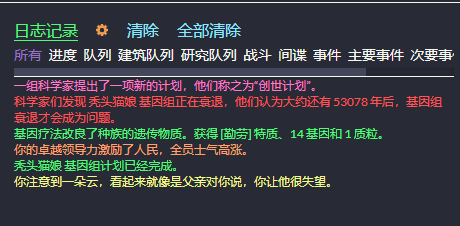 日志记录 清除 全部清除
所有 进度 队列 建筑队列 研究队列 战斗 间谍 事件 主要事件 次要事件
一组科学家提出了一项新的计划，他们称之为“创世计划”。
科学家们发现 秃头猫娘 基因组正在衰退，他们认为大约还有 53078 年后，基因组
衰退才会成为问题。
基因疗法改良了种族的遗传物质。获得 [勤劳] 特质、14 基因和 1 质粒。
你的卓越领导力激励了人民，全员士气高涨。
秃头猫娘 基因组计划已经完成。
你注意到一朵云，看起来就像是父亲对你说，你让他很失望。